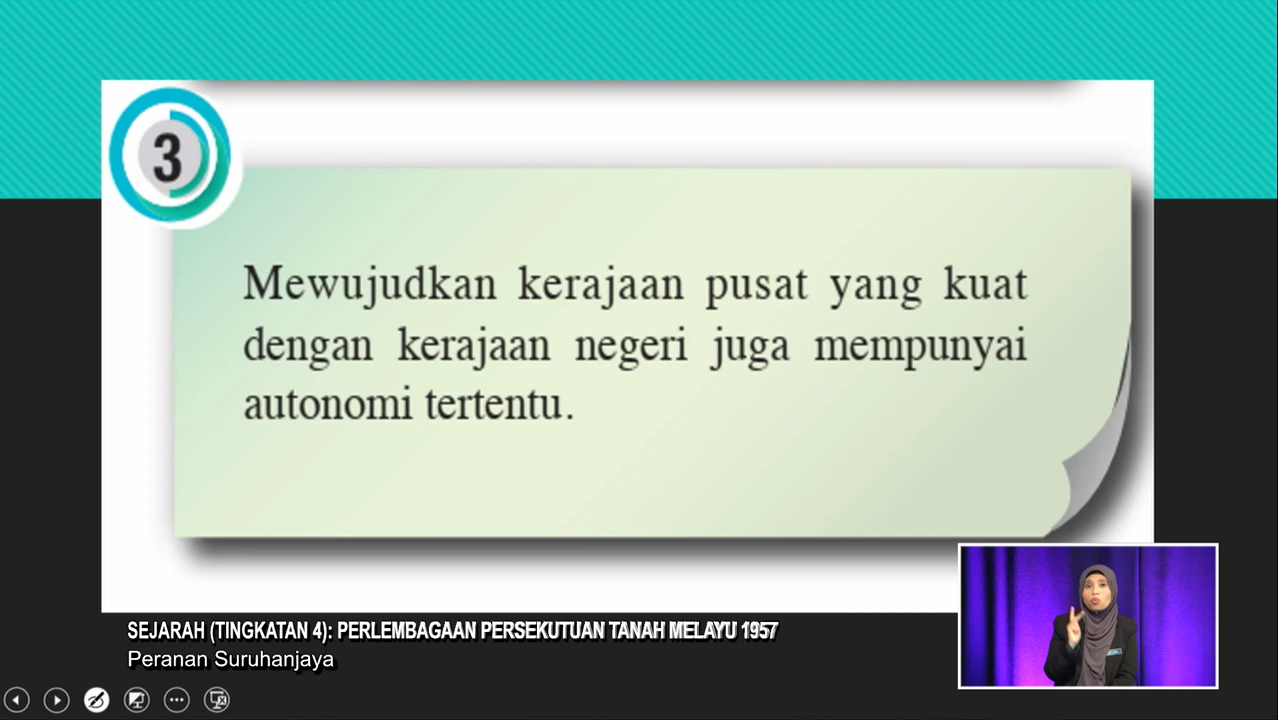 3
Mewujudkan kerajaan pusat yang kuat
dengan kerajaan negeri juga mempunyai
autonomi tertentu.
SEJARAH (TINGKATAN 4): PERLEMBAGAAN PERSEKUTUAN TANAH MELAYU 1957
Peranan Suruhanjaya